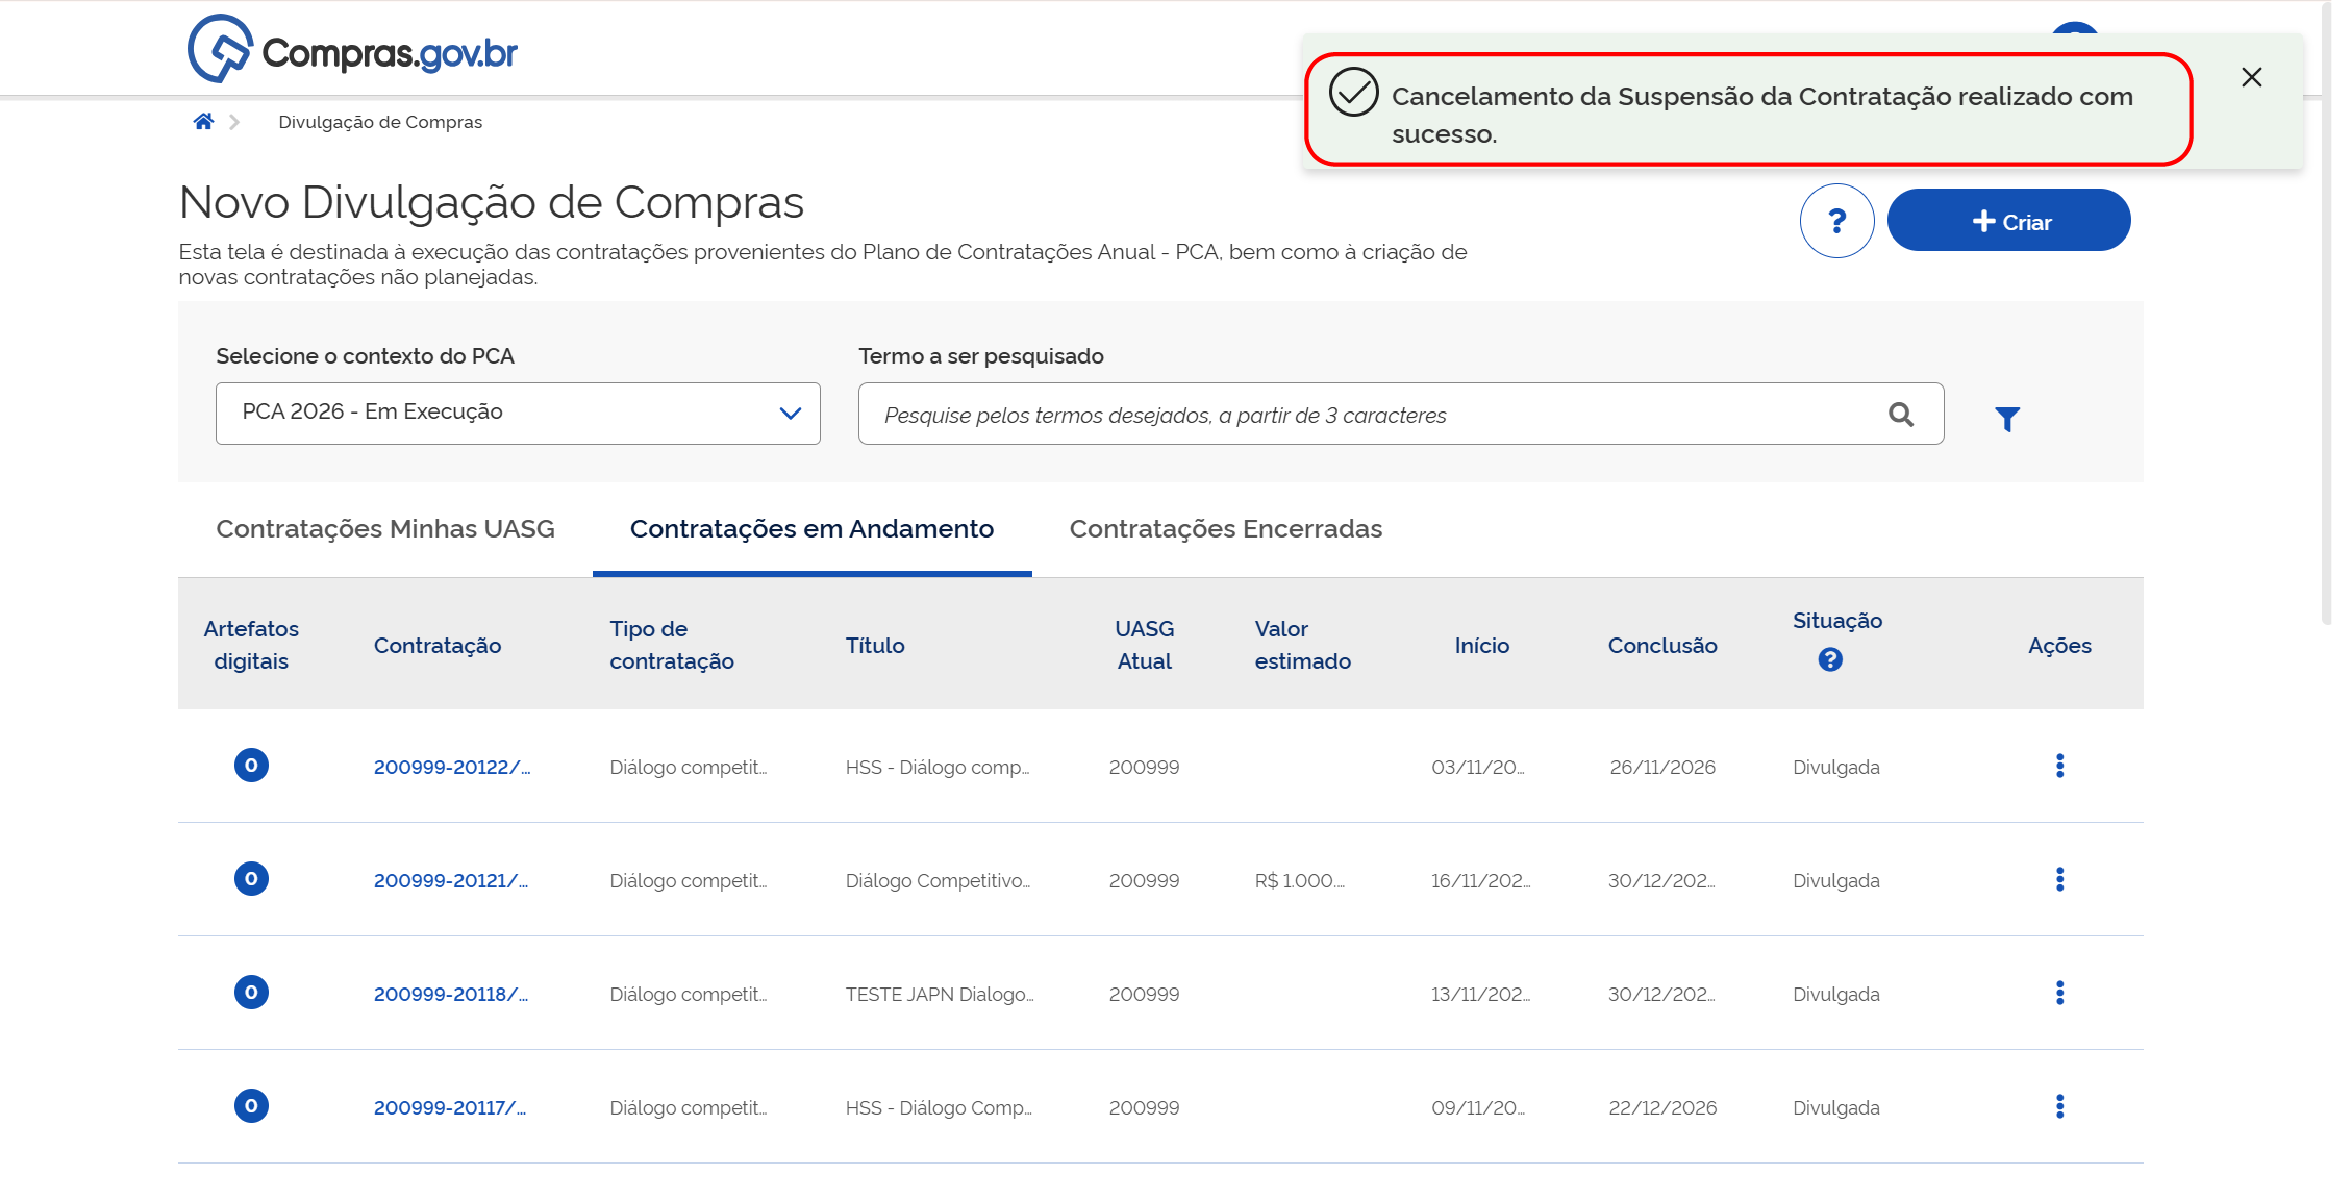 Compras.gov.br
Cancelamento da Suspensão da Contratação realizado com
sucesso.
Divulgação de Compras
Novo Divulgação de Compras
? + Criar
Esta tela é destinada à execução das contratações provenientes do Plano de Contratações Anual - PCA, bem como à criação de
novas contratações não planejadas.
Selecione o contexto do PCA
PCA 2026 - Em Execução
Termo a ser pesquisado
Pesquise pelos termos desejados, a partir de 3 caracteres
Contratações Minhas UASG Contratações em Andamento Contratações Encerradas
Artefatos digitais Contratação Tipo de contratação Título UASG Atual Valor estimado Início Conclusão Situação ? Ações
0 200999-20122/... Diálogo competit... HSS - Diálogo comp... 200999 03/11/20... 26/11/2026 Divulgada
0 200999-20121/... Diálogo competit... Diálogo Competitivo... 200999 R$ 1.000.... 16/11/202... 30/12/202... Divulgada
0 200999-20118/... Diálogo competit... TESTE JAPN Dialogo... 200999 13/11/202... 30/12/202... Divulgada
0 200999-20117/... Diálogo competit... HSS - Diálogo Comp... 200999 09/11/20... 22/12/2026 Divulgada